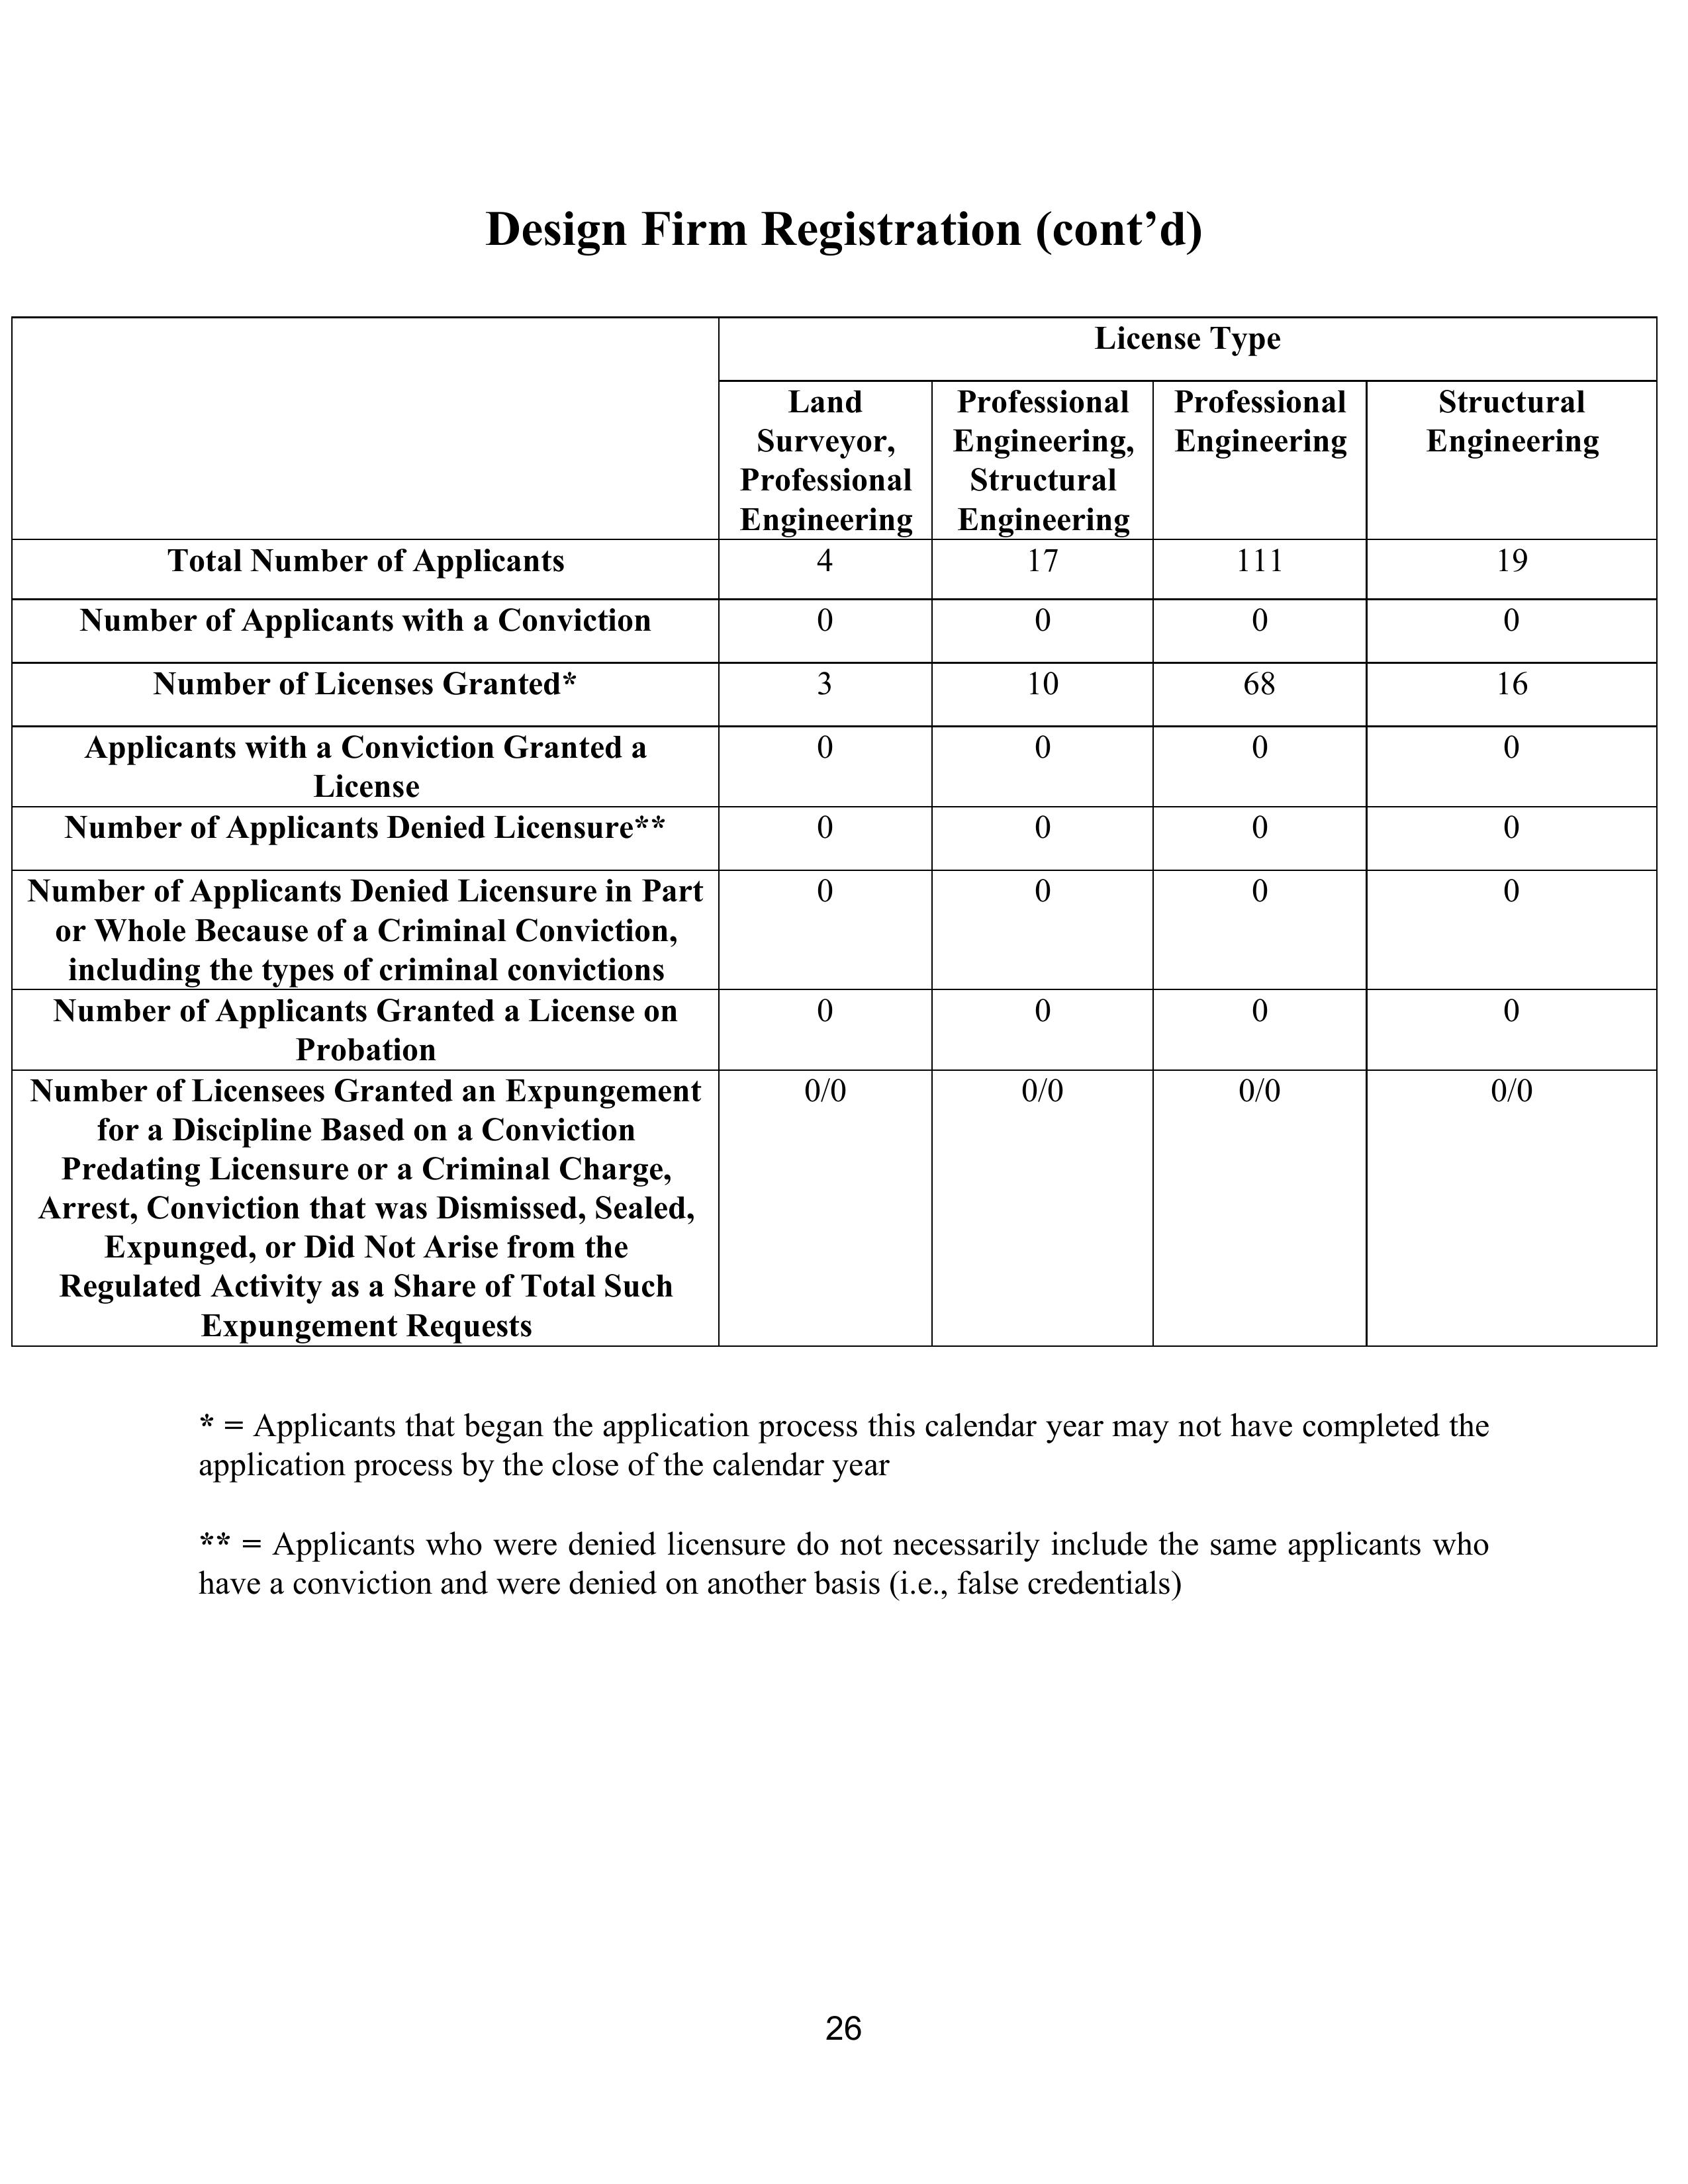 Design Firm Registration (cont’d)
License Type
Land
Surveyor,
Professional
Engineering
Professional
Engineering,
Structural
Engineering
Professional
Engineering
Structural
Engineering
Total Number of Applicants 4 17 111 19
Number of Applicants with a Conviction 0 0 0 0
Number of Licenses Granted* 3 10 68 16
Applicants with a Conviction Granted a 0 0 0 0
License
Number of Applicants Denied Licensure** 0 0 0 0
Number of Applicants Denied Licensure in Part 0 0 0 0
or Whole Because of a Criminal Conviction,
including the types of criminal convictions
Number of Applicants Granted a License on 0 0 0 0
Probation
Number of Licensees Granted an Expungement 0/0 0/0 0/0 0/0
for a Discipline Based on a Conviction
Predating Licensure or a Criminal Charge,
Arrest, Conviction that was Dismissed, Sealed,
Expunged, or Did Not Arise from the
Regulated Activity as a Share of Total Such
Expungement Requests
* = Applicants that began the application process this calendar year may not have completed the
application process by the close of the calendar year
** = Applicants who were denied licensure do not necessarily include the same applicants who
have a conviction and were denied on another basis (i.e., false credentials)
26